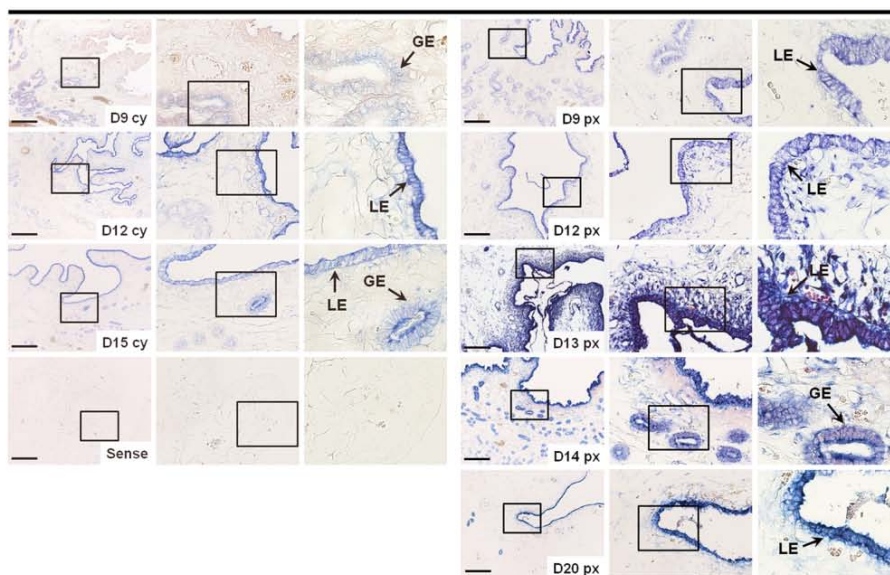 GE
D9 cy
LE
D9 px
LE
D12 cy
LE
D12 px
LE
GE
D15 cy
LE
D13 px
Sense
GE
D14 px
LE
D20 px